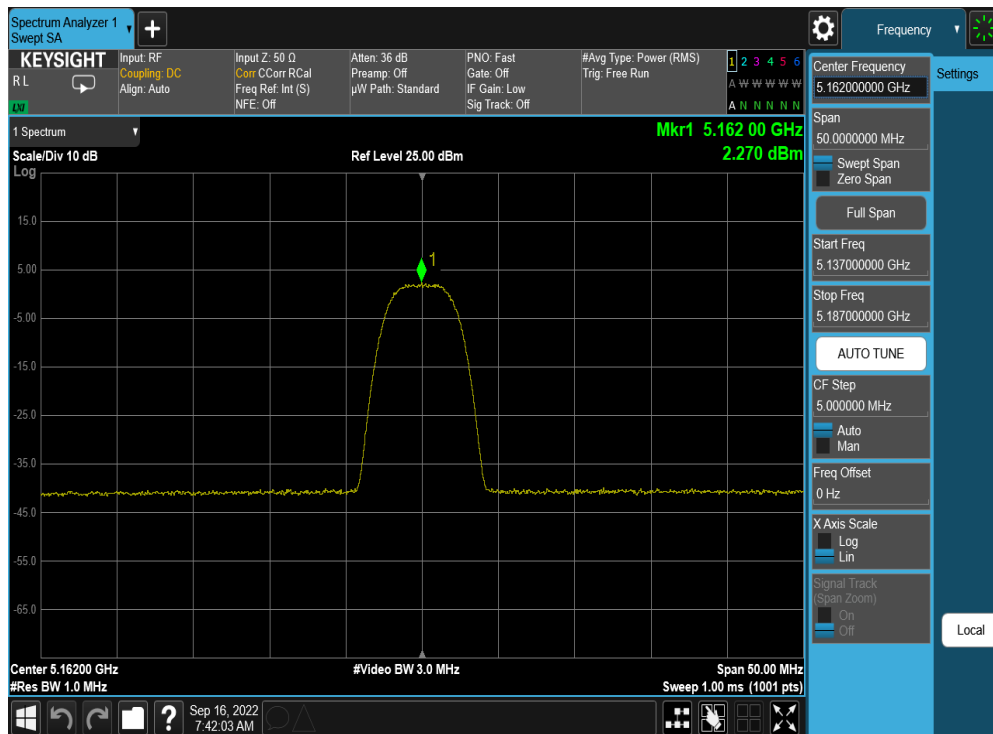 Spectrum Analyzer 1
Swept SA
+
Frequency
KEYSIGHT
R L
LNI
Input: RF
Coupling: DC
Align: Auto
Input Z: 50 Ω
Corr CCorr RCal
Freq Ref: Int (S)
NFE: Off
Atten: 36 dB
Preamp: Off
µW Path: Standard
PNO: Fast
Gate: Off
IF Gain: Low
Sig Track: Off
#Avg Type: Power (RMS)
Trig: Free Run
1 2 3 4 5 6
A W W W W W
A N N N N N
1 Spectrum
Mkr1 5.162 00 GHz
2.270 dBm
Scale/Div 10 dB
Ref Level 25.00 dBm
Log
15.0
5.00
-5.00
-15.0
-25.0
-35.0
-45.0
-55.0
-65.0
1
Center 5.16200 GHz
#Video BW 3.0 MHz
Span 50.00 MHz
#Res BW 1.0 MHz
Sweep 1.00 ms (1001 pts)
Center Frequency
5.162000000 GHz
Settings
Span
50.0000000 MHz
Swept Span
Zero Span
Full Span
Start Freq
5.137000000 GHz
Stop Freq
5.187000000 GHz
AUTO TUNE
CF Step
5.000000 MHz
Auto
Man
Freq Offset
0 Hz
X Axis Scale
Log
Lin
Signal Track
(Span Zoom)
On
Off
Local
?
Sep 16, 2022
7:42:03 AM